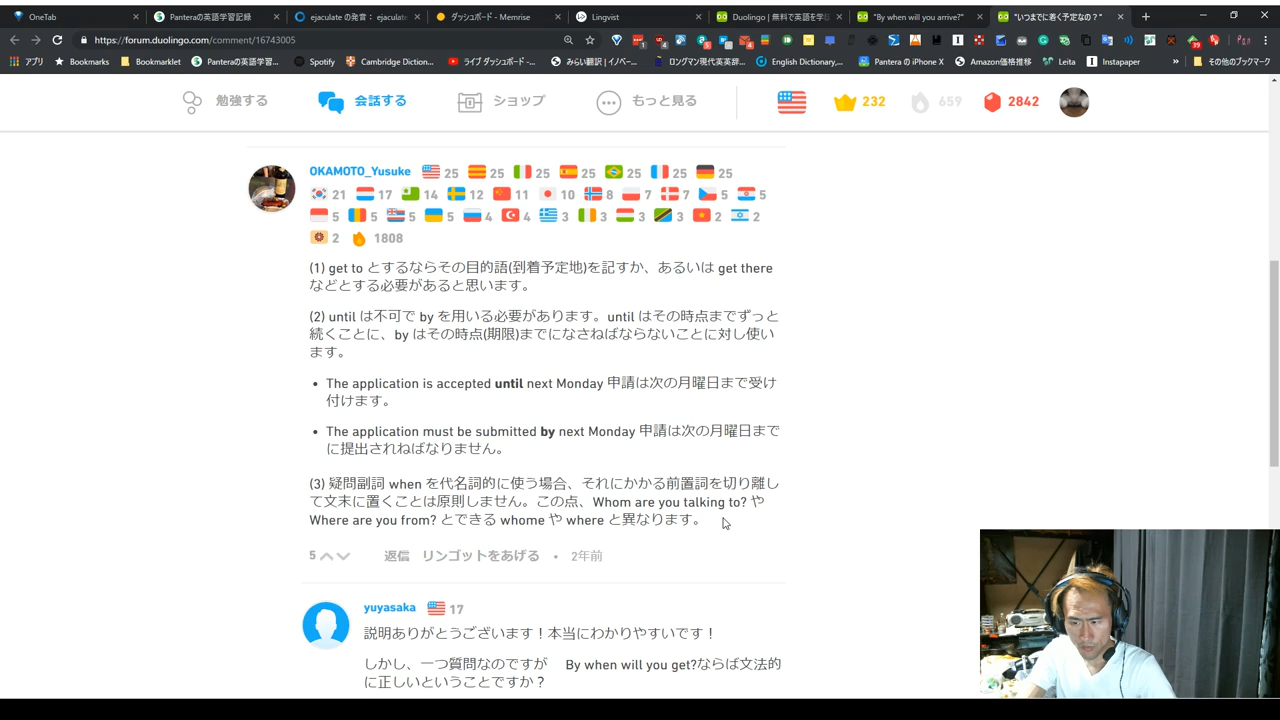 OneTab
Panteraの英語学習記録
ejaculate の発音： ejaculate
ダッシュボード - Memrise
Lingvist
Duolingo | 無料で英語を学
"By when will you arrive?"
"いつまでに着く予定なの？"
https://forum.duolingo.com/comment/16743005
アプリ
Bookmarks
Bookmarklet
Panteraの英語学習...
Spotify
Cambridge Diction...
ライブ ダッシュボード -...
みらい翻訳 | イノベー...
ロングマン現代英英辞...
English Dictionary,...
Pantera の iPhone X
Amazon価格推移
Leita
Instapaper
»
その他のブックマーク
勉強する
会話する
ショップ
もっと見る
232
659
2842
OKAMOTO_Yusuke 25 25 25 25 25 25 25
21 17 14 12 11 10 8 7 7 5 5
5 5 5 5 4 4 3 3 3 3 2 2
2 1808
(1) get to とするならその目的語(到着予定地)を記すか、あるいは get there
などとする必要があると思います。
(2) until は不可で by を用いる必要があります。until はその時点までずっと
続くことに、by はその時点(期限)までになさねばならないことに対し使い
ます。
• The application is accepted until next Monday 申請は次の月曜日まで受け
付けます。
• The application must be submitted by next Monday 申請は次の月曜日まで
に提出されねばなりません。
(3) 疑問副詞 when を代名詞的に使う場合、それにかかる前置詞を切り離し
て文末に置くことは原則しません。この点、Whom are you talking to? や
Where are you from? とできる whome や where と異なります。
5 返信 リンゴットをあげる • 2年前
yuyasaka 17
説明ありがとうございます！本当にわかりやすいです！
しかし、一つ質問なのですが By when will you get?ならば文法的
に正しいということですか？